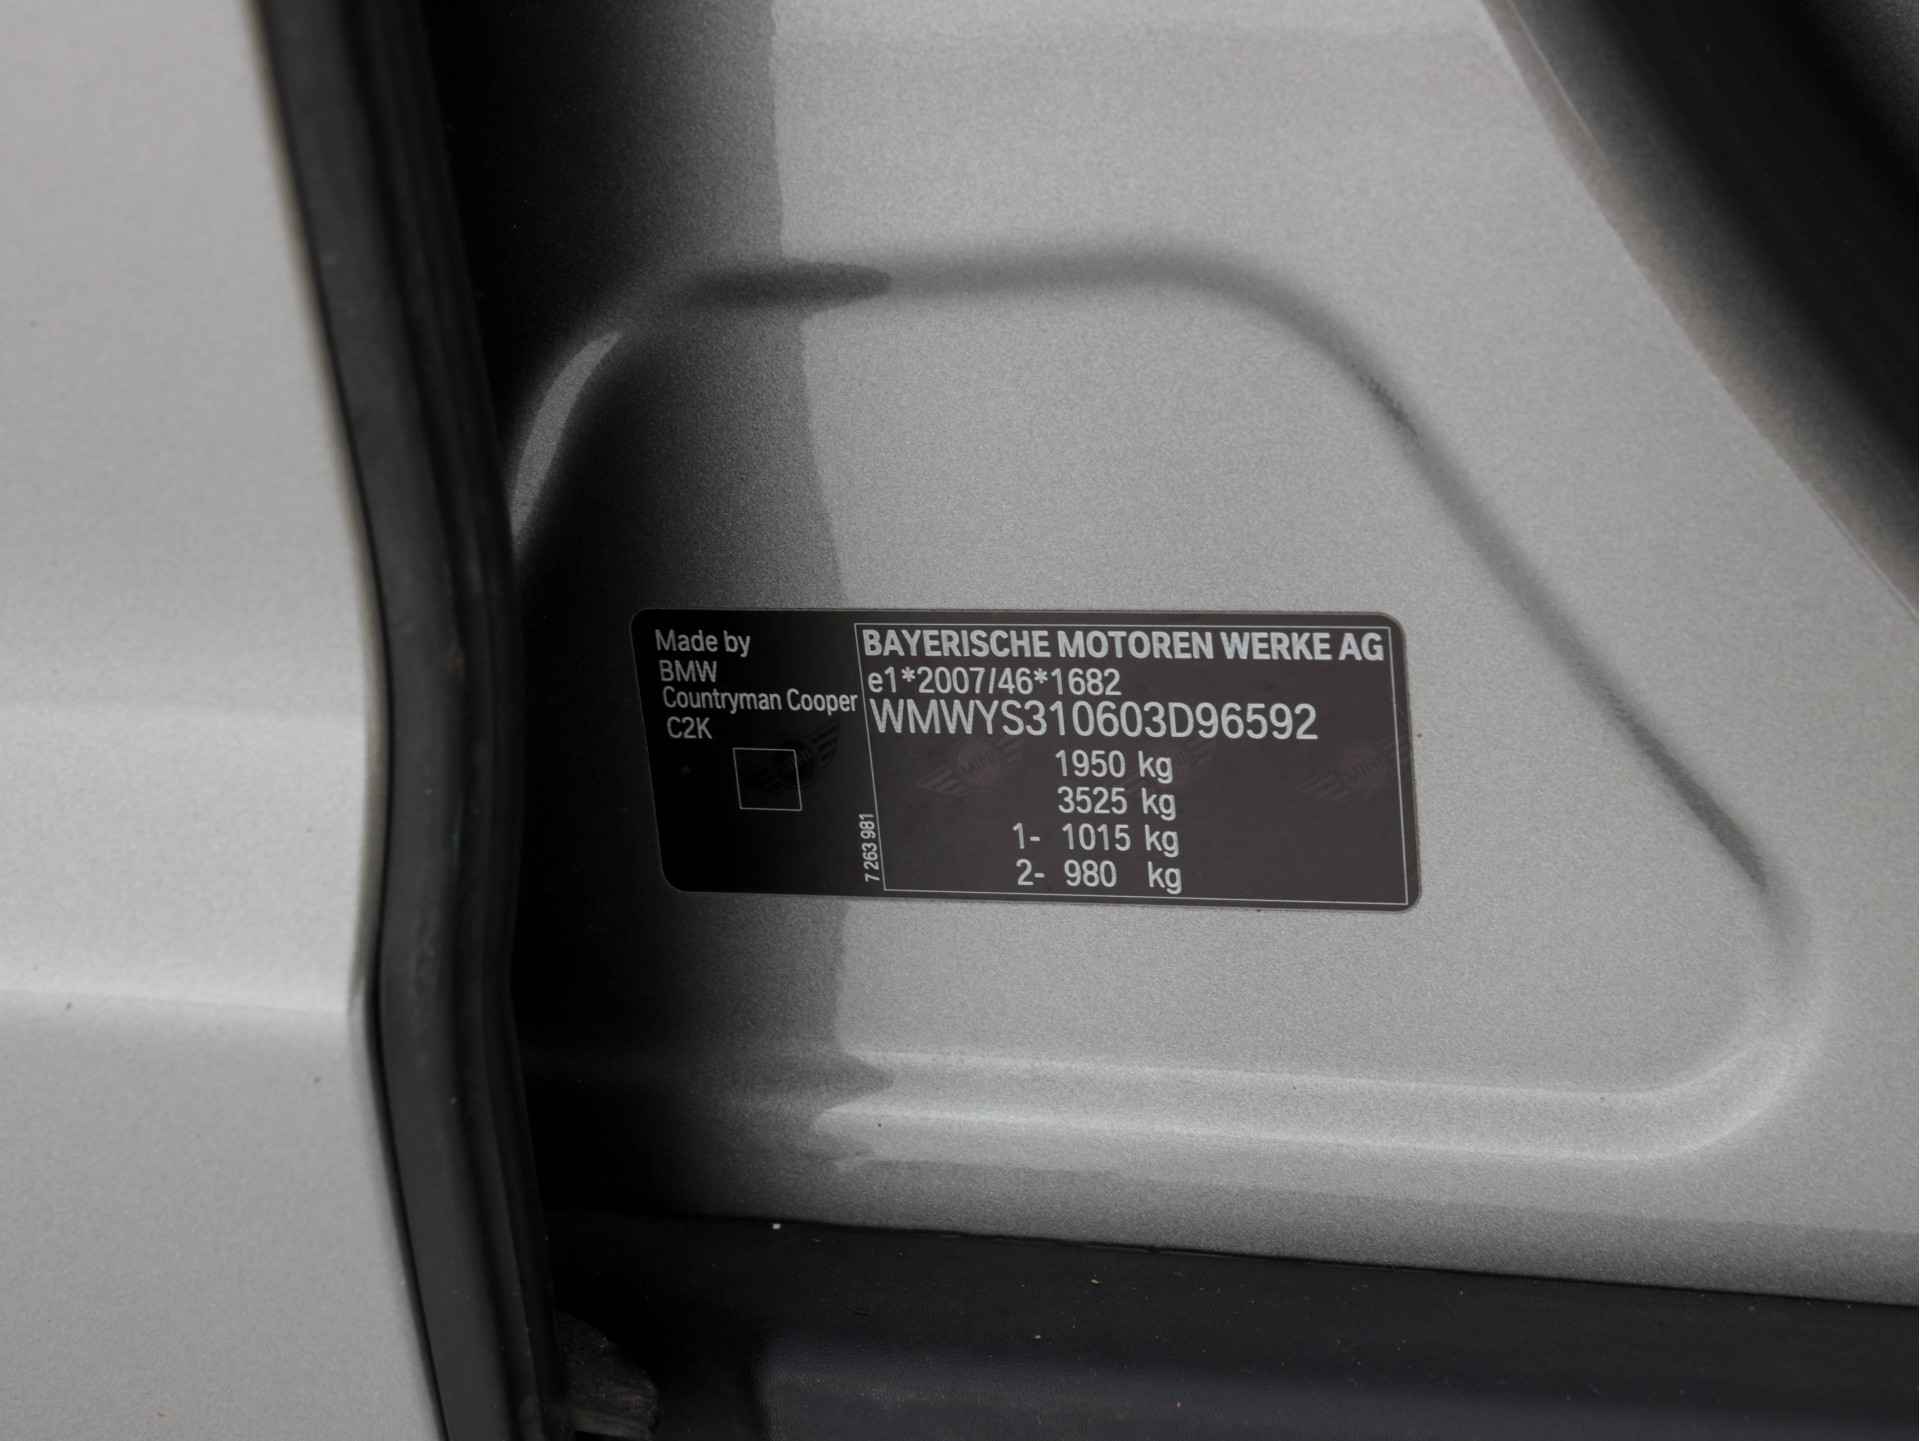 Made by
BMW
Countryman Cooper
C2K
BAYERISCHE MOTOREN WERKE AG
e1*2007/46*1682
WMWYS310603D96592
1950 kg
3525 kg
1- 1015 kg
2- 980 kg
7 263 981